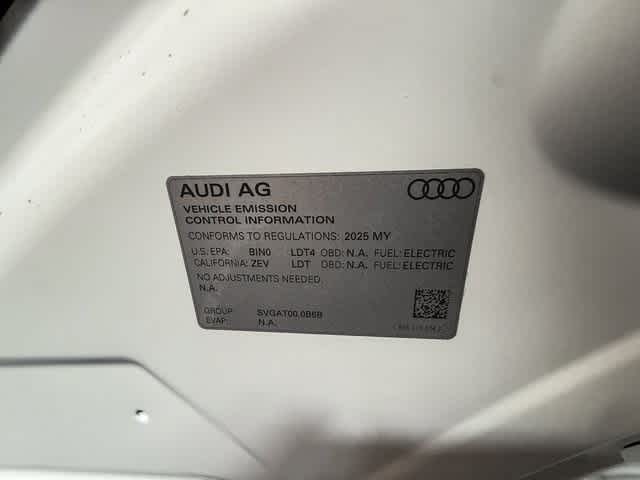 AUDI AG
VEHICLE EMISSION
CONTROL INFORMATION
CONFORMS TO REGULATIONS: 2025 MY
U.S. EPA: BIN0 LDT4 OBD: N.A. FUEL: ELECTRIC
CALIFORNIA: ZEV LDT OBD: N.A. FUEL: ELECTRIC
NO ADJUSTMENTS NEEDED.
N.A.
GROUP: SVGAT00.0B6B
EVAP: N.A.